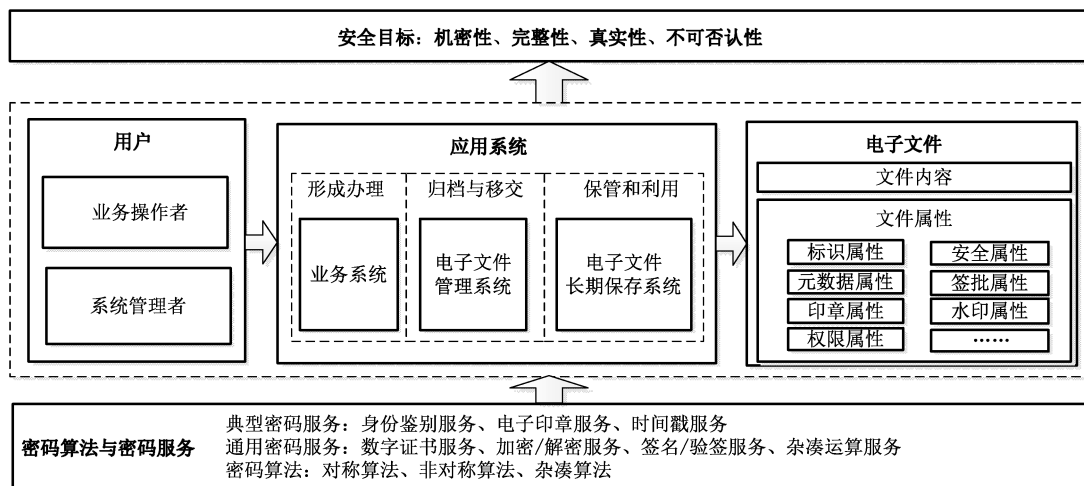 安全目标：机密性、完整性、真实性、不可否认性
用户
业务操作者
系统管理者
应用系统
形成办理
业务系统
归档与移交
电子文件
管理系统
保管和利用
电子文件
长期保存系统
电子文件
文件内容
文件属性
标识属性
安全属性
元数据属性
签批属性
印章属性
水印属性
权限属性
……
密码算法与密码服务
典型密码服务：身份鉴别服务、电子印章服务、时间戳服务
通用密码服务：数字证书服务、加密/解密服务、签名/验签服务、杂凑运算服务
密码算法：对称算法、非对称算法、杂凑算法